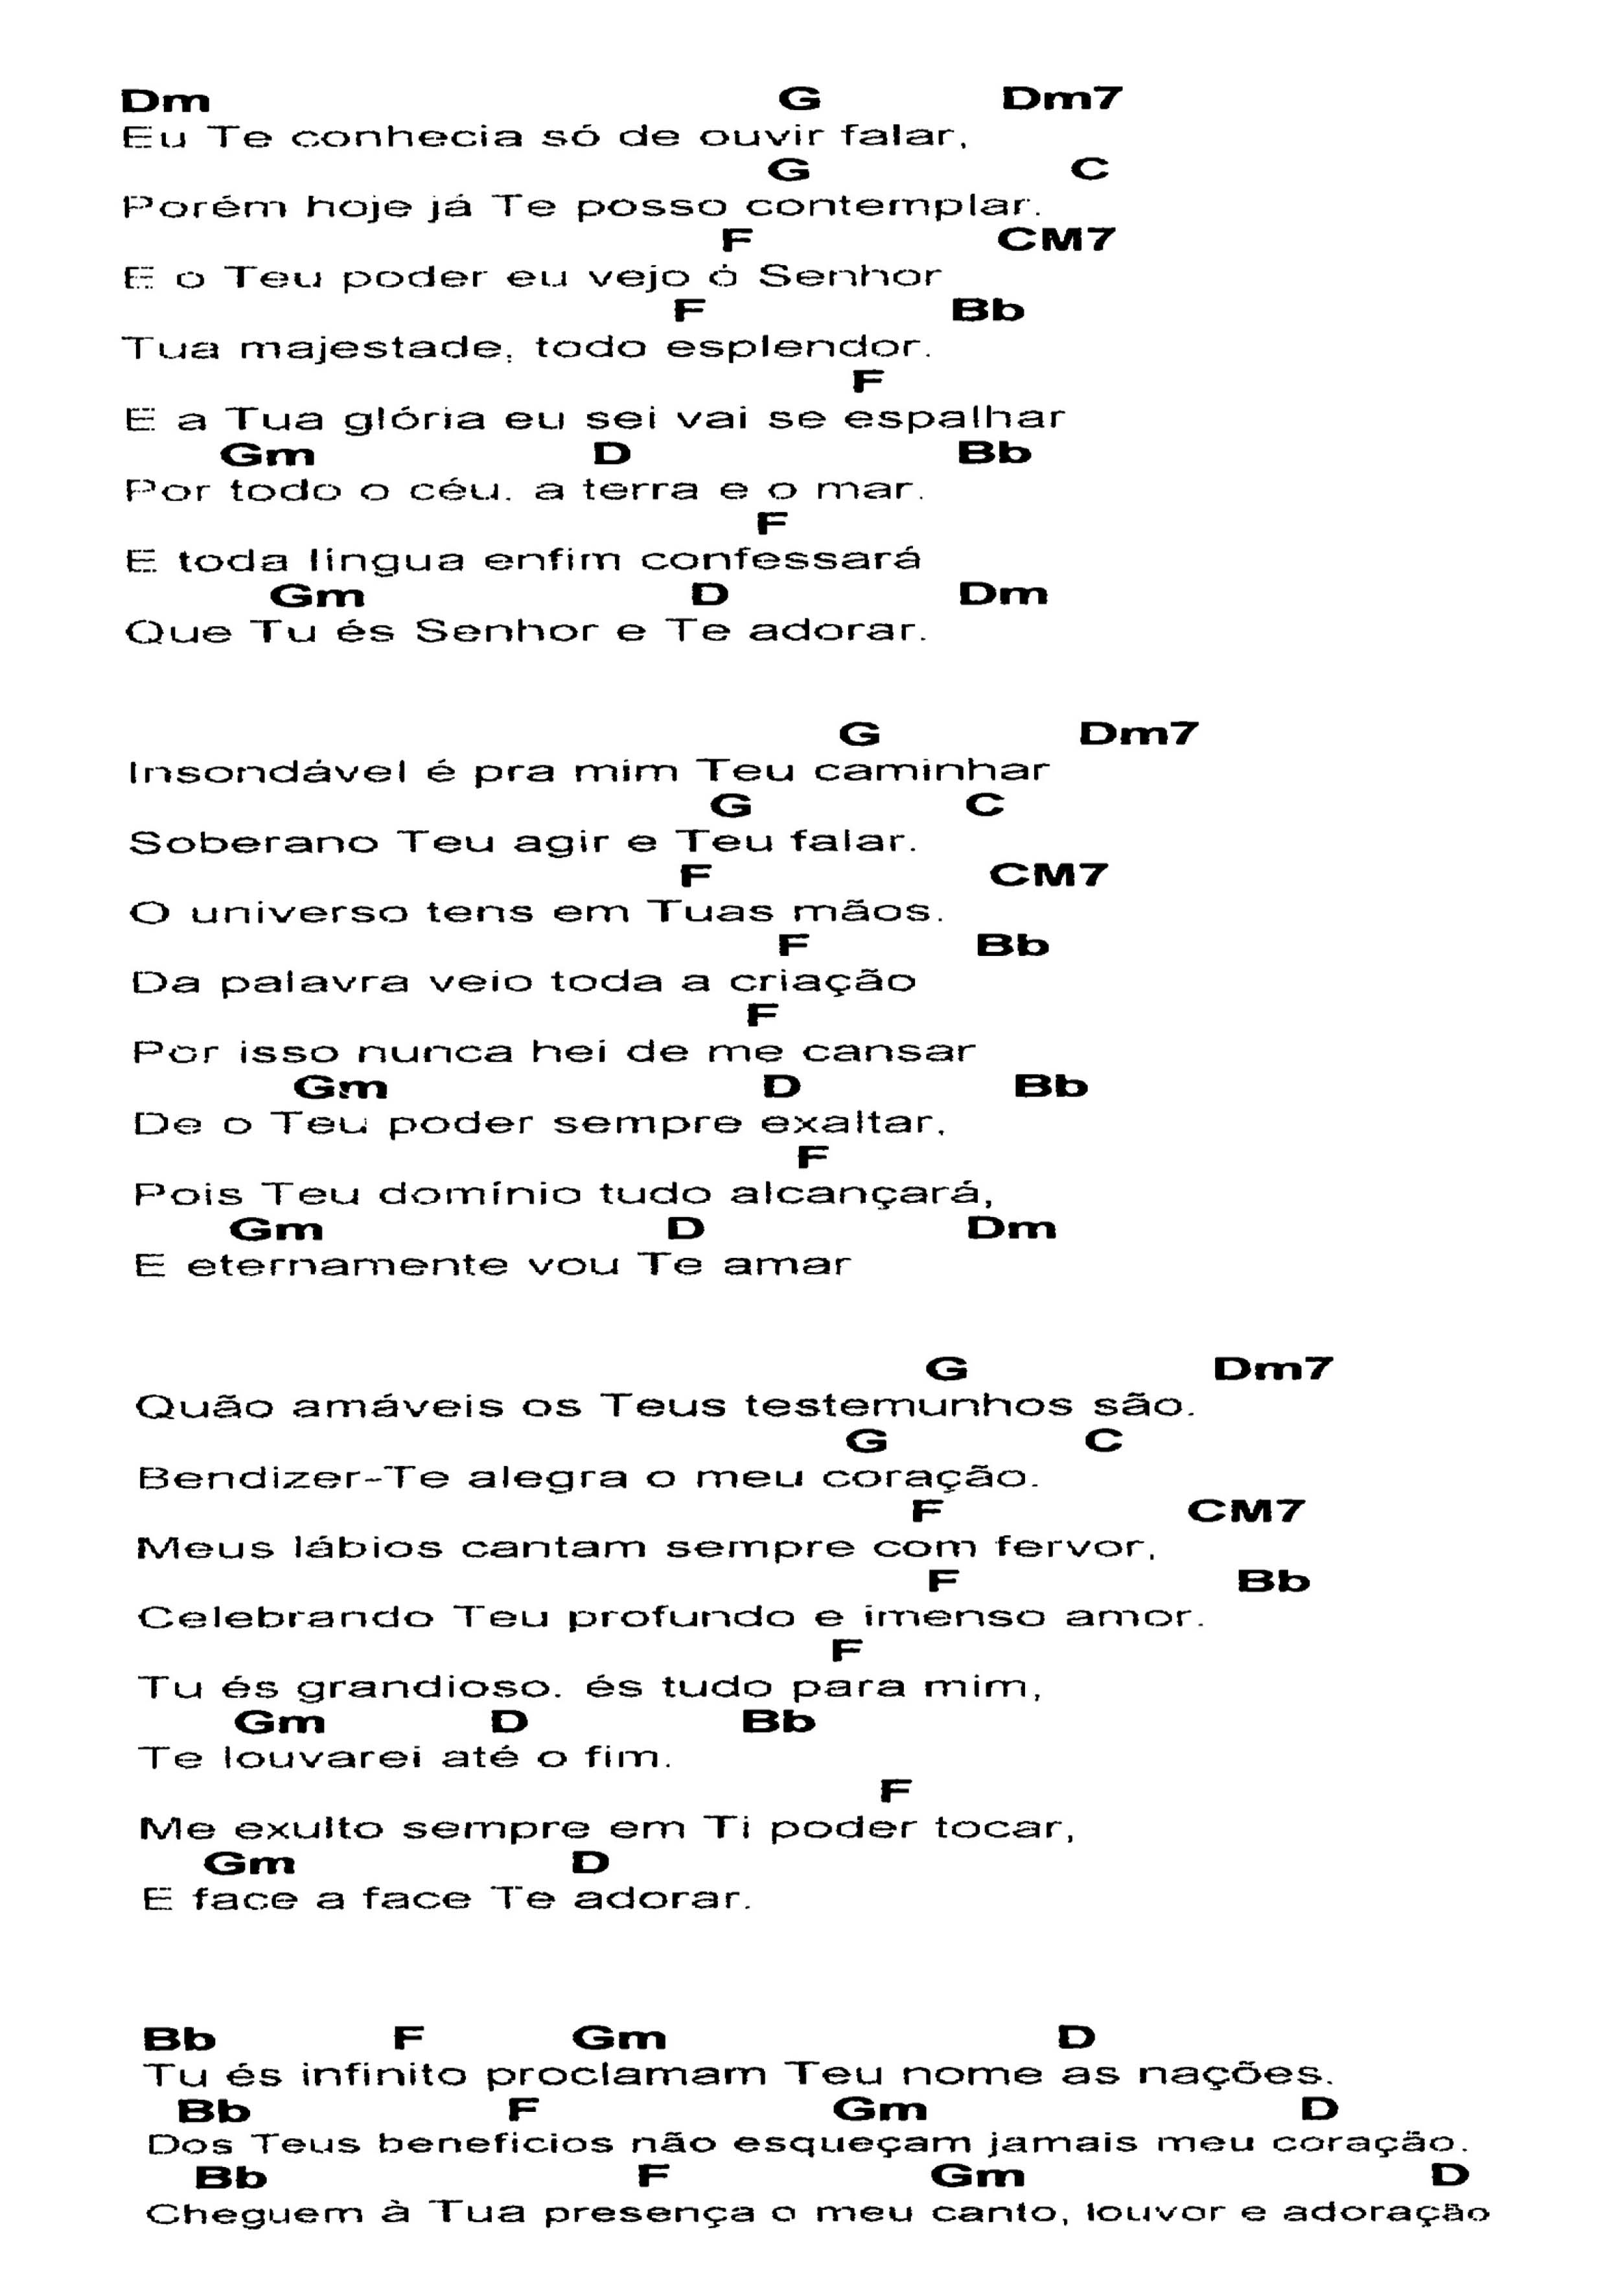 Dm G Dm7
Eu Te conhecia só de ouvir falar,
G C
Porém hoje já Te posso contemplar.
F CM7
E o Teu poder eu vejo ó Senhor
F Bb
Tua majestade, todo esplendor.
F
E a Tua glória eu sei vai se espalhar
Gm D Bb
Por todo o céu. a terra e o mar.
F
E toda língua enfim confessará
Gm D Dm
Que Tu és Senhor e Te adorar.
G Dm7
Insondável é pra mim Teu caminhar
G C
Soberano Teu agir e Teu falar.
F CM7
O universo tens em Tuas mãos.
F Bb
Da palavra veio toda a criação
F
Por isso nunca hei de me cansar
Gm D Bb
De o Teu poder sempre exaltar,
F
Pois Teu domínio tudo alcançará,
Gm D Dm
E eternamente vou Te amar
G Dm7
Quão amáveis os Teus testemunhos são.
G C
Bendizer-Te alegra o meu coração.
F CM7
Meus lábios cantam sempre com fervor,
F Bb
Celebrando Teu profundo e imenso amor.
F
Tu és grandioso. és tudo para mim,
Gm D Bb
Te louvarei até o fim.
F
Me exulto sempre em Ti poder tocar,
Gm D
E face a face Te adorar.
Bb F Gm D
Tu és infinito proclamam Teu nome as nações.
Bb F Gm D
Dos Teus beneficios não esqueçam jamais meu coração.
Bb F Gm D
Cheguem à Tua presença o meu canto, louvor e adoração